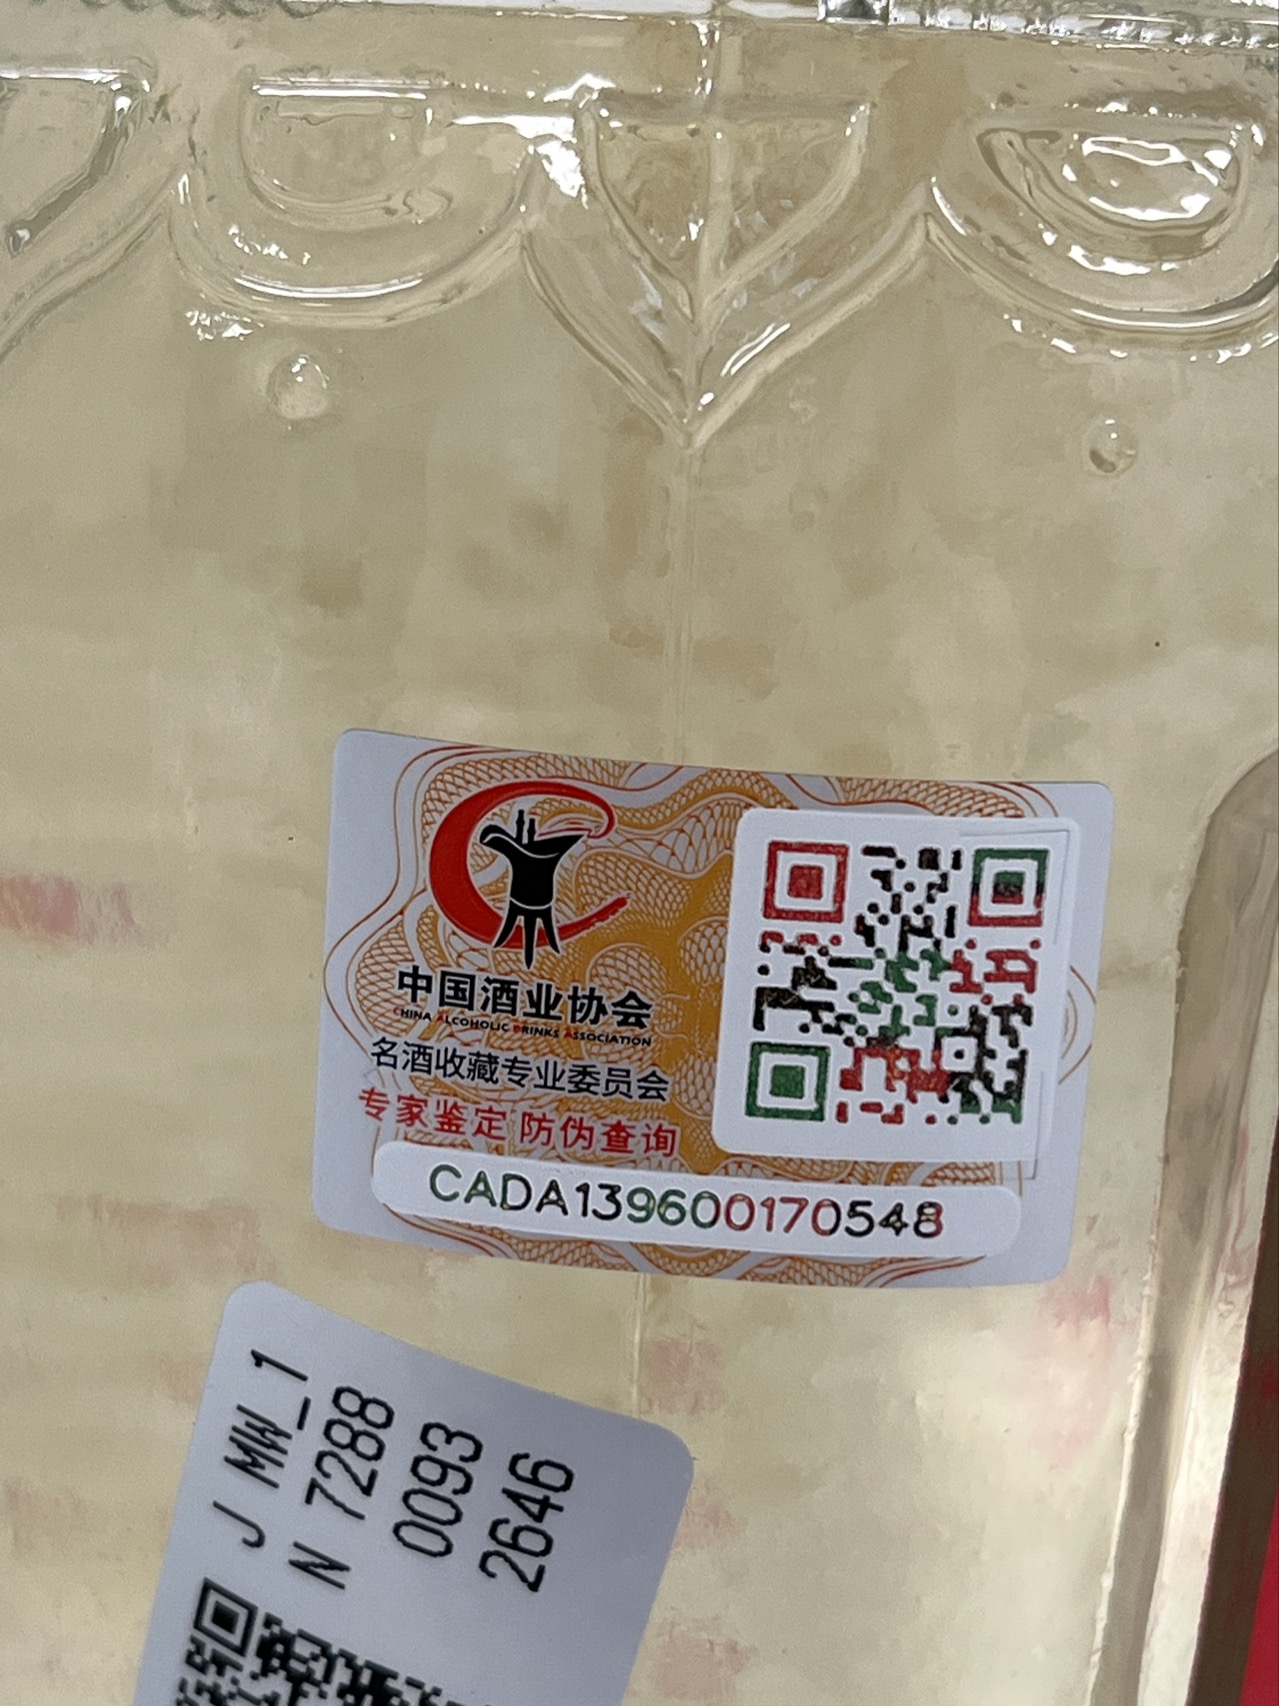 中国酒业协会
CHINA ALCOHOLIC DRINKS ASSOCIATION
名酒收藏专业委员会
专家鉴定 防伪查询
CADA139600170548
J MW_1
N 7288
0093
2646